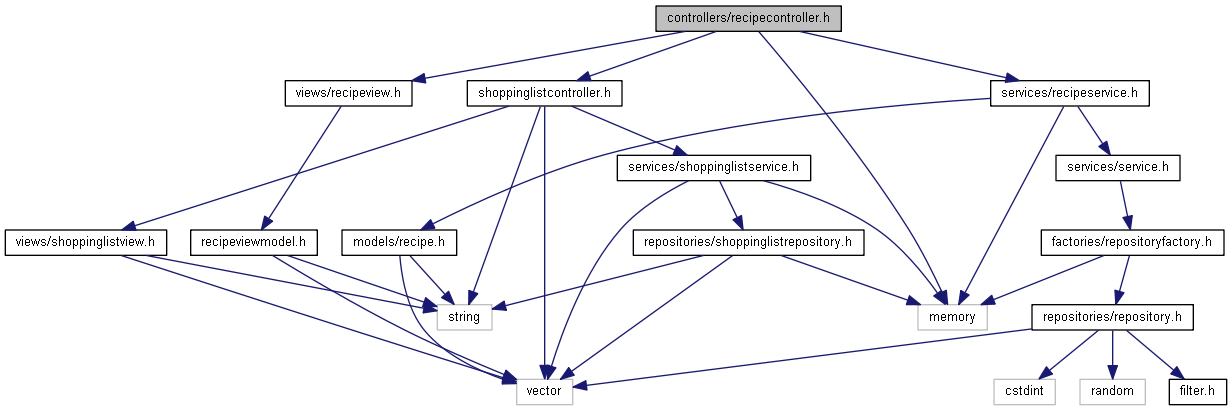 controllers/recipecontroller.h
views/recipeview.h
shoppinglistcontroller.h
services/recipeservice.h
services/shoppinglistservice.h
services/service.h
views/shoppinglistview.h
recipeviewmodel.h
models/recipe.h
repositories/shoppinglistrepository.h
factories/repositoryfactory.h
string
memory
repositories/repository.h
vector
cstdint
random
filter.h